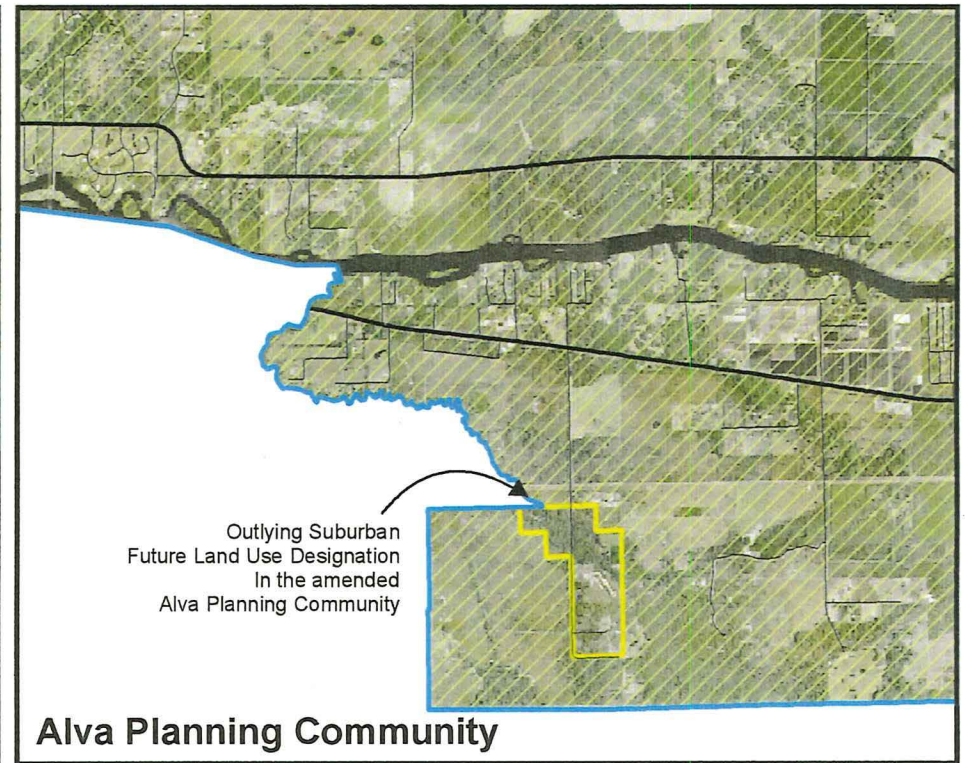 Outlying Suburban
Future Land Use Designation
In the amended
Alva Planning Community
Alva Planning Community